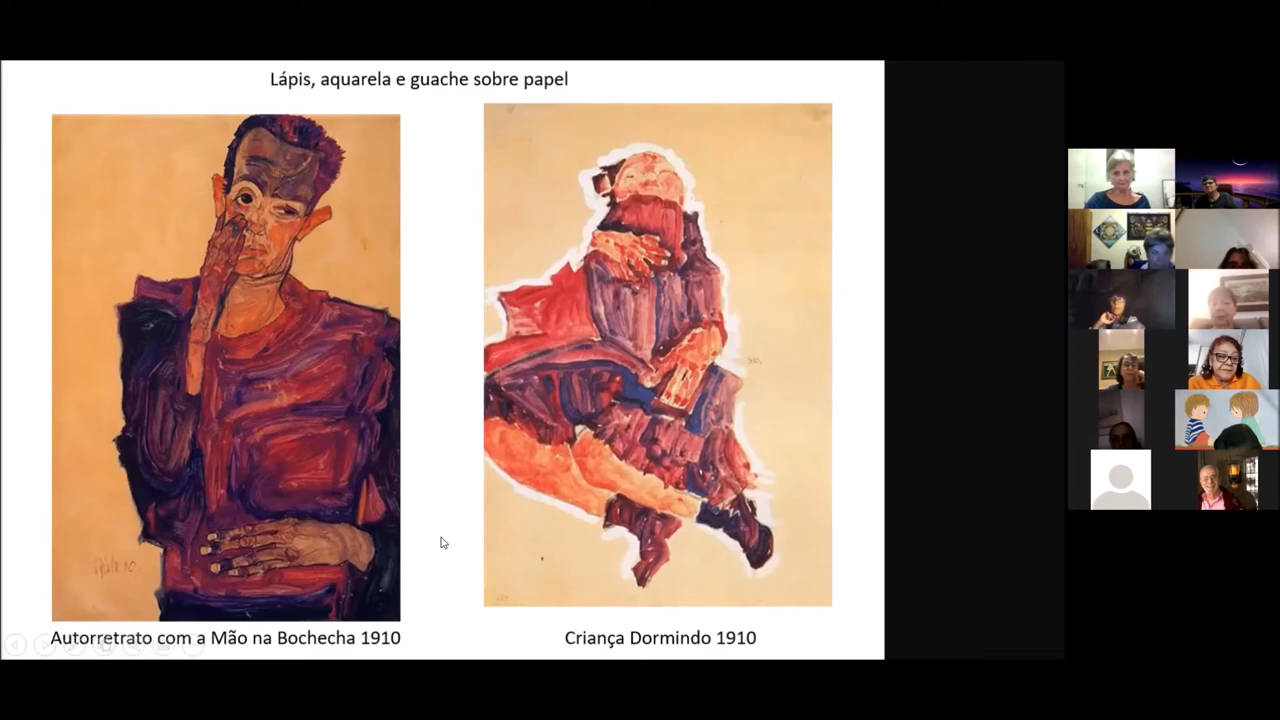 Lápis, aquarela e guache sobre papel
Autorretrato com a Mão na Bochecha 1910
Criança Dormindo 1910